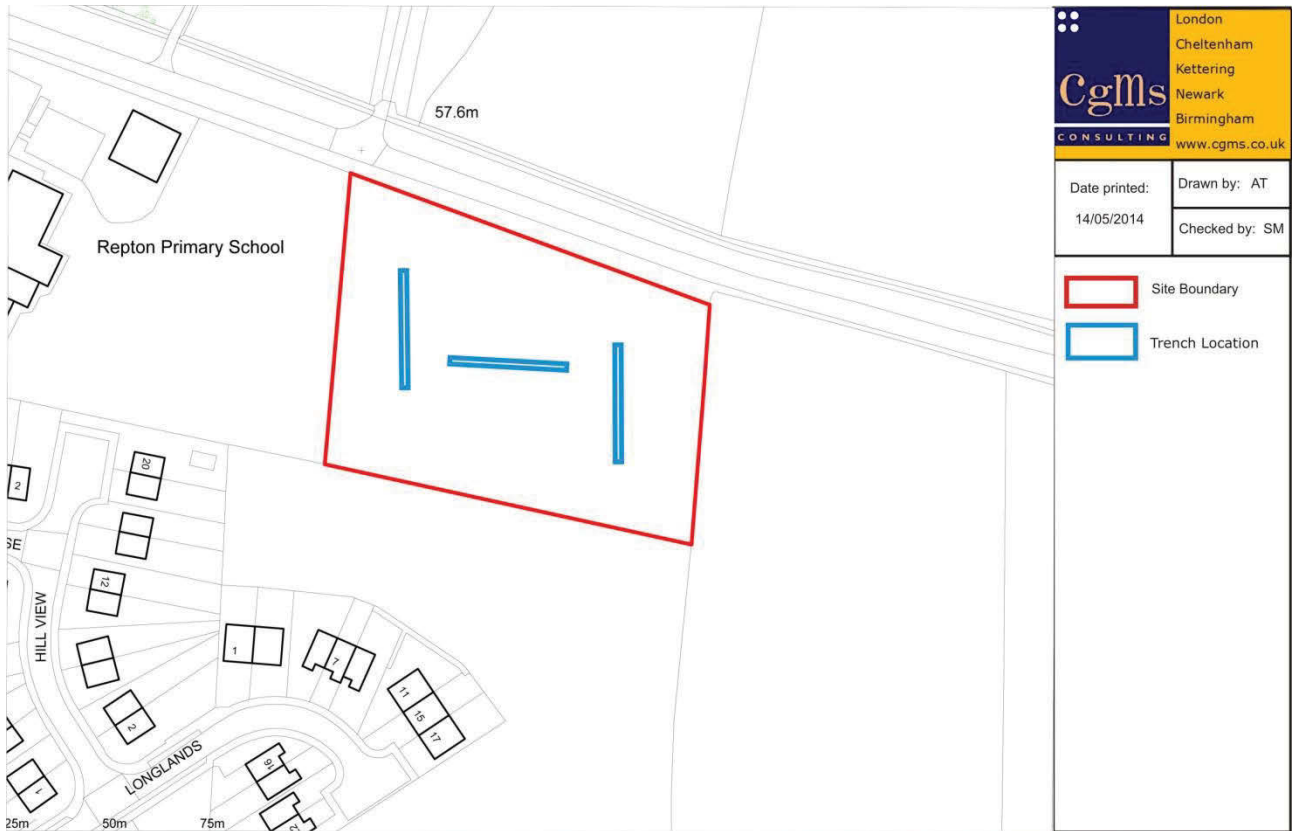 57.6m
Repton Primary School
20
2
SE
12
HILL VIEW
1
7
2
11
15
17
LONGLANDS
16
1
2
25m 50m 75m
CgMs
CONSULTING
London
Cheltenham
Kettering
Newark
Birmingham
www.cgms.co.uk
Date printed:
14/05/2014
Drawn by: AT
Checked by: SM
Site Boundary
Trench Location